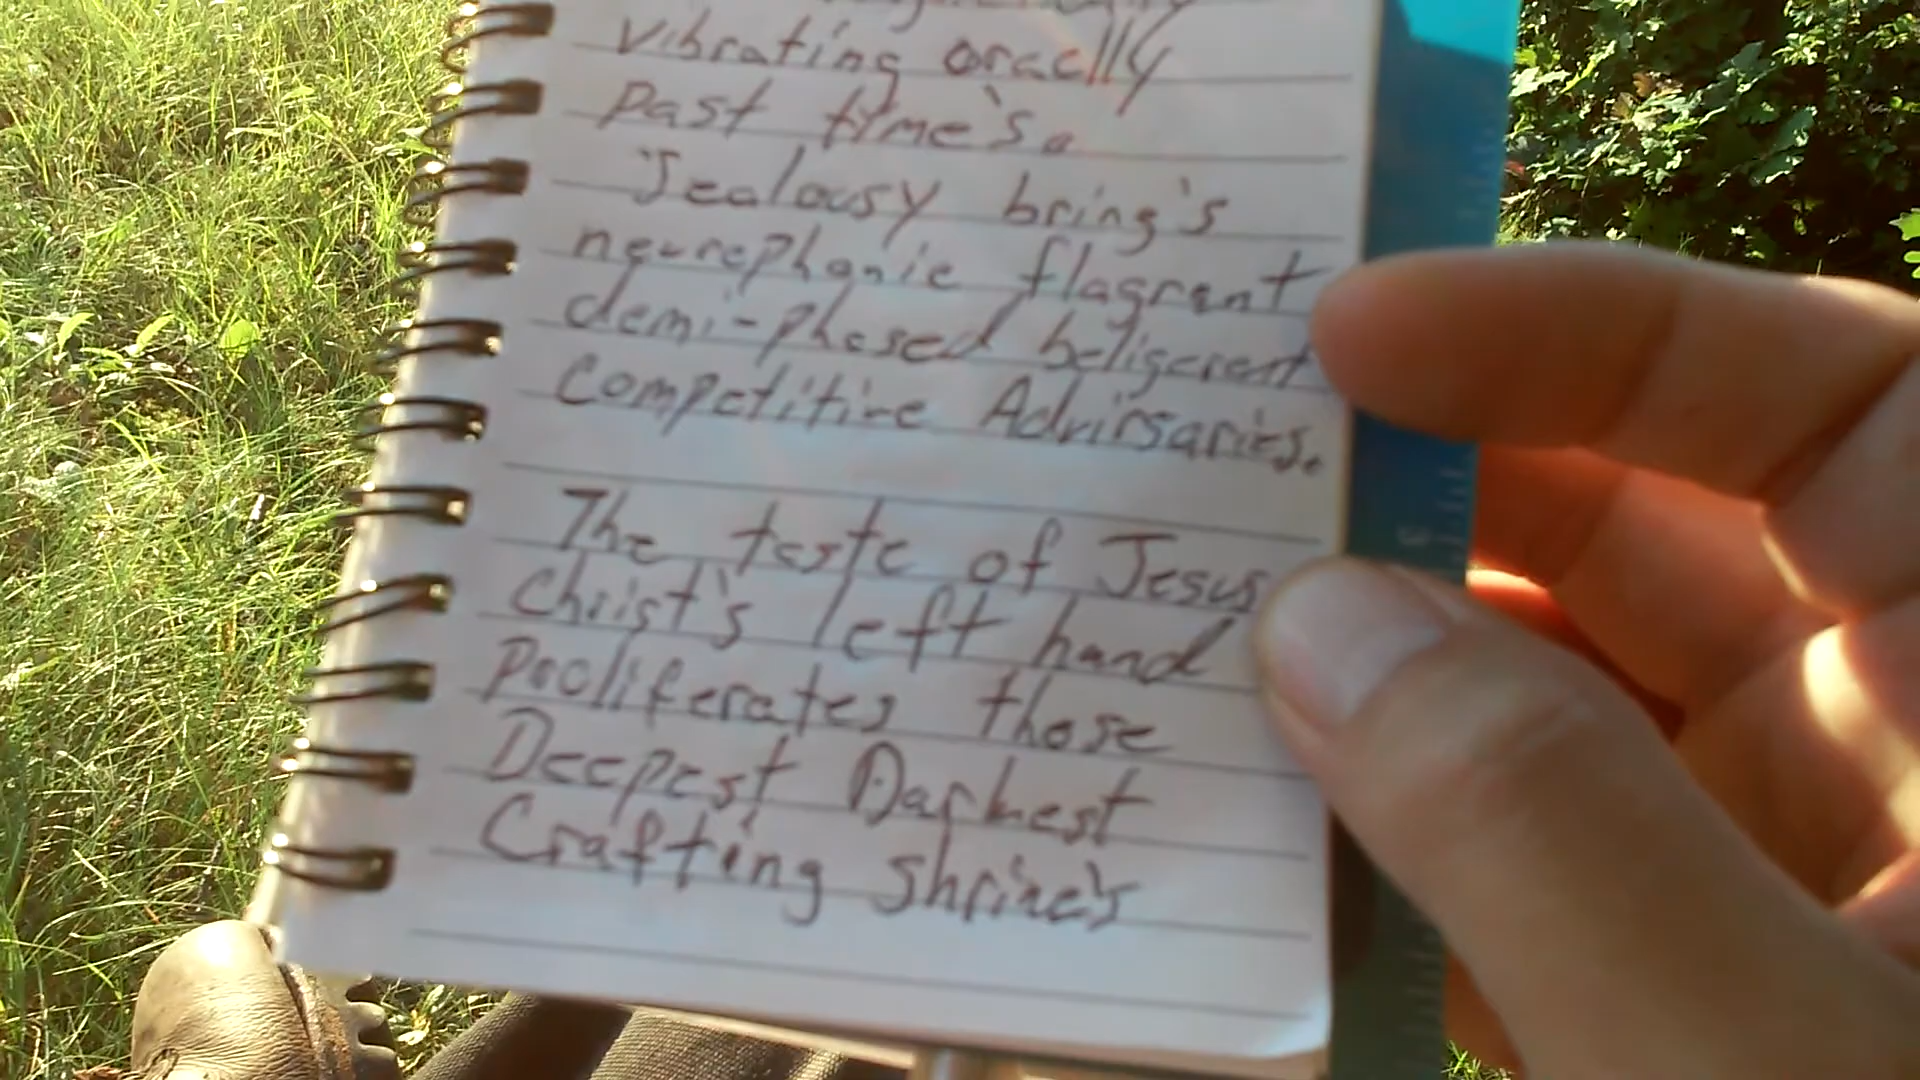 vibrating oraclly
past time's.
Jealousy bring's
neurephonic flagrant
demi-phased beligerent
Competitive Advirsaries.
The taste of Jesus
Christ's left hand
Proliferates those
Deepest Darkest
Crafting Shrine's